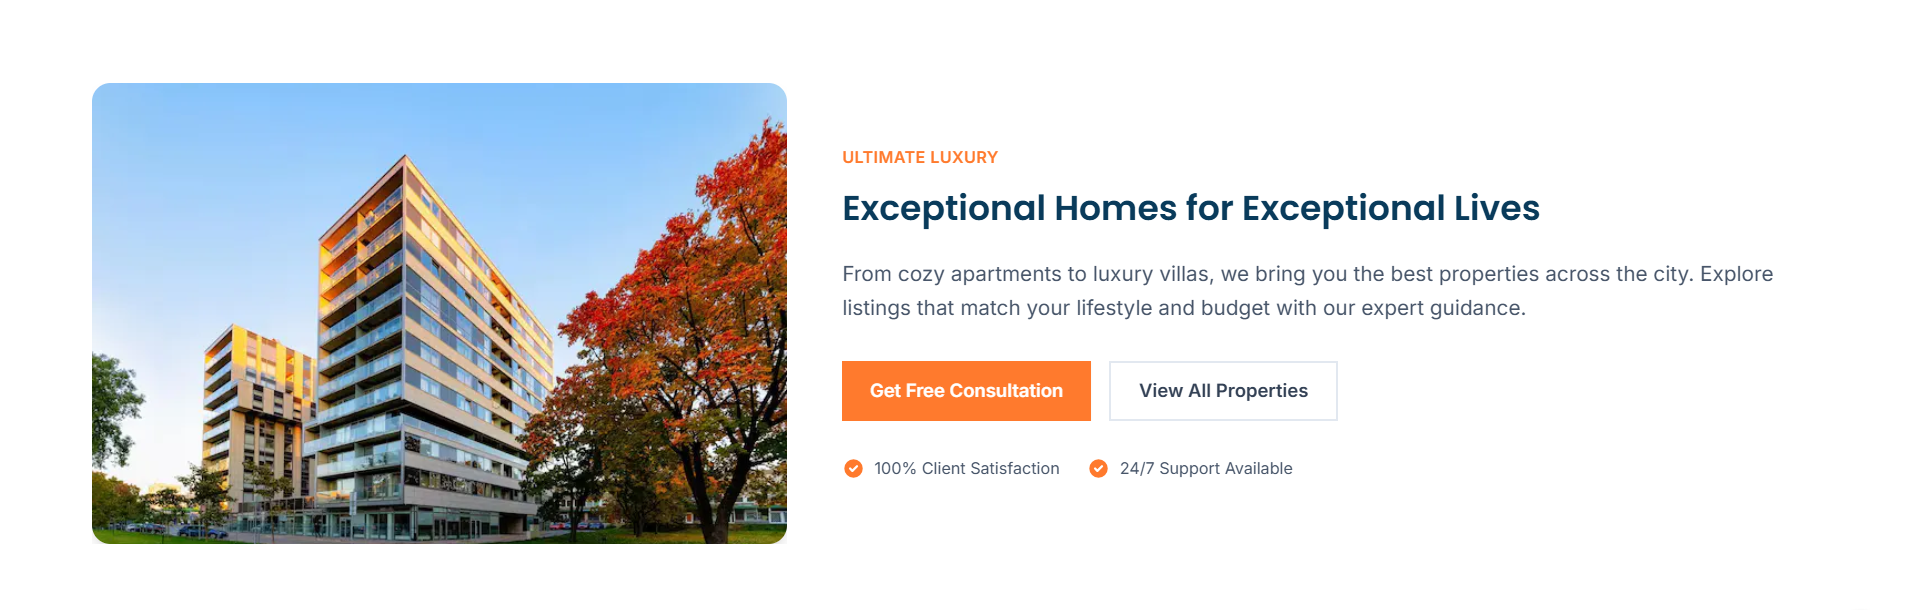 ULTIMATE LUXURY
Exceptional Homes for Exceptional Lives
From cozy apartments to luxury villas, we bring you the best properties across the city. Explore
listings that match your lifestyle and budget with our expert guidance.
Get Free Consultation
View All Properties
100% Client Satisfaction
24/7 Support Available